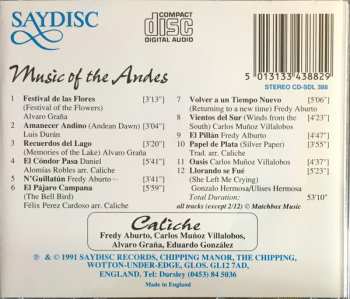 SAYDISC
COMPACT
disc
DIGITAL AUDIO
5 013133 438829
STEREO CD-SDL 388
Music of the Andes
1 Festival de las Flores [3'13"]
(Festival of the Flowers)
Alvaro Graña
2 Amanecer Andino (Andean Dawn) [3'04"]
Luis Durán
3 Recuerdos del Lago [3'20"]
(Memories of the Lake) Alvaro Graña
4 El Cóndor Pasa Daniel [5'41"]
Alomías Robles arr. Caliche
5 N'Guillatún Fredy Aburto [5'41"]
6 El Pájaro Campana [5'59"]
(The Bell Bird)
Félix Perez Cardoso arr. Caliche
7 Volver a un Tiempo Nuevo [5'06"]
(Returning to a new time) Fredy Aburto
8 Vientos del Sur (Winds from the [4'23"]
South) Carlos Muñoz Villalobos
9 El Pillán Fredy Alburto [9'47"]
10 Papel de Plata (Silver Paper) [3'55"]
Trad. arr. Caliche
11 Oasis Carlos Muñoz Villalobos [4'09"]
12 Llorando se Fué [5'23"]
(She Left Me Crying)
Gonzalo Hermosa/Ulises Hermosa
Total Duration: 53'10"
all tracks (except 2/12) © Matchbox Music
Caliche
Fredy Aburto, Carlos Muñoz Villalobos,
Alvaro Graña, Eduardo González
℗ & © 1991 SAYDISC RECORDS, CHIPPING MANOR, THE CHIPPING,
WOTTON-UNDER-EDGE, GLOS. GL12 7AD,
ENGLAND. Tel: Dursley (0453) 84 5036
Made in England